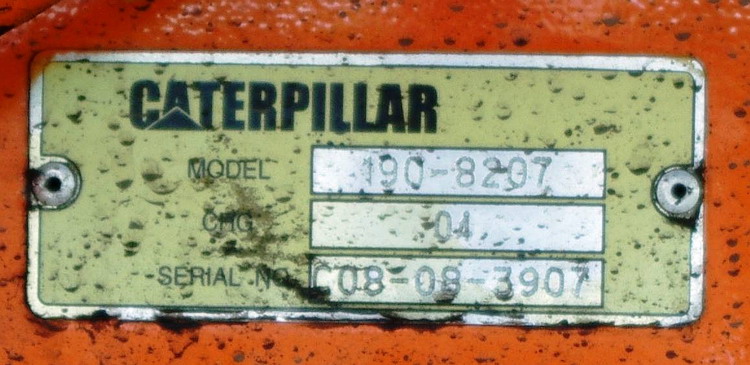 CATERPILLAR
MODEL 190-8207
CHG 04
SERIAL NO. C08-08-3907